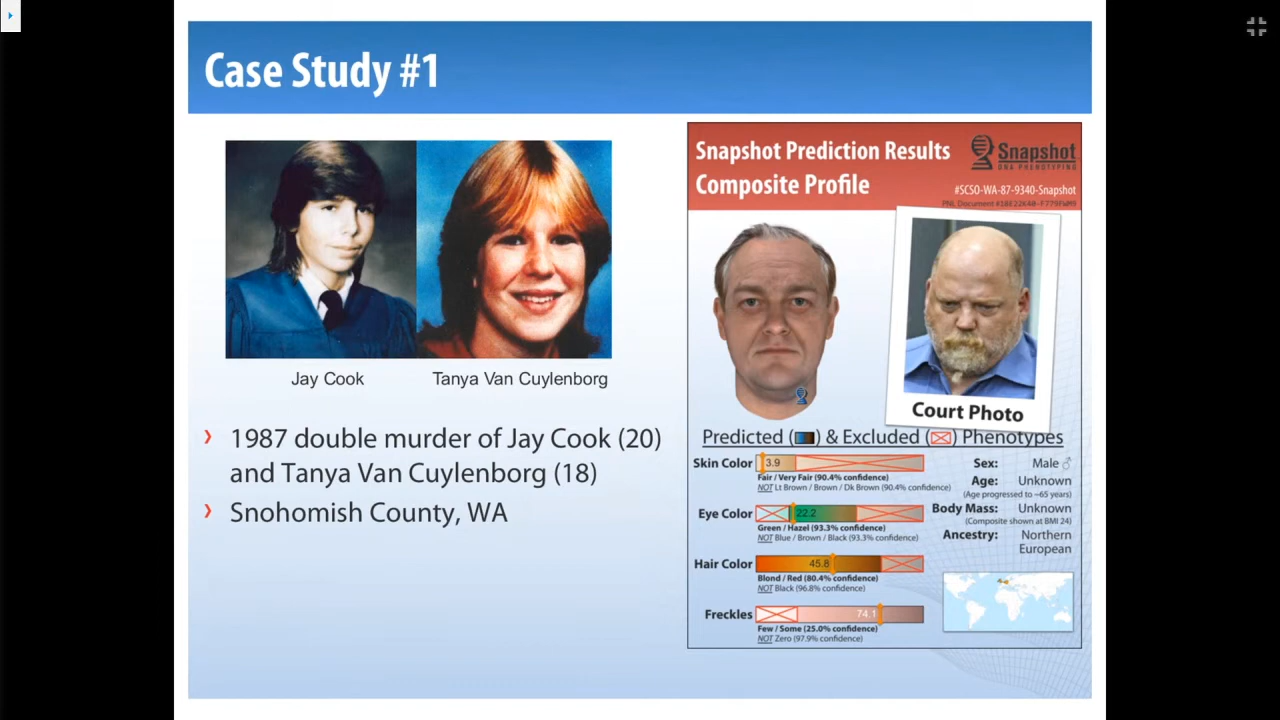 Case Study #1
Jay Cook
Tanya Van Cuylenborg
› 1987 double murder of Jay Cook (20)
and Tanya Van Cuylenborg (18)
› Snohomish County, WA
Snapshot Prediction Results
Composite Profile
Snapshot
DNA PHENOTYPING
#SCSO-WA-87-9340-Snapshot
Court Photo
Predicted () & Excluded () Phenotypes
Skin Color
3.9
Fair / Very Fair (90.4% confidence)
NOT Lt Brown / Brown / Dk Brown (90.4% confidence)
Eye Color
22.2
Green / Hazel (93.3% confidence)
NOT Blue / Brown / Black (93.3% confidence)
Hair Color
45.8
Blond / Red (80.4% confidence)
NOT Black (96.8% confidence)
Freckles
74.1
Few / Some (25.0% confidence)
NOT Zero (97.9% confidence)
Sex: Male ♂
Age: Unknown
(Age progressed to ~65 years)
Body Mass: Unknown
(Composite shown at BMI 24)
Ancestry: Northern
European